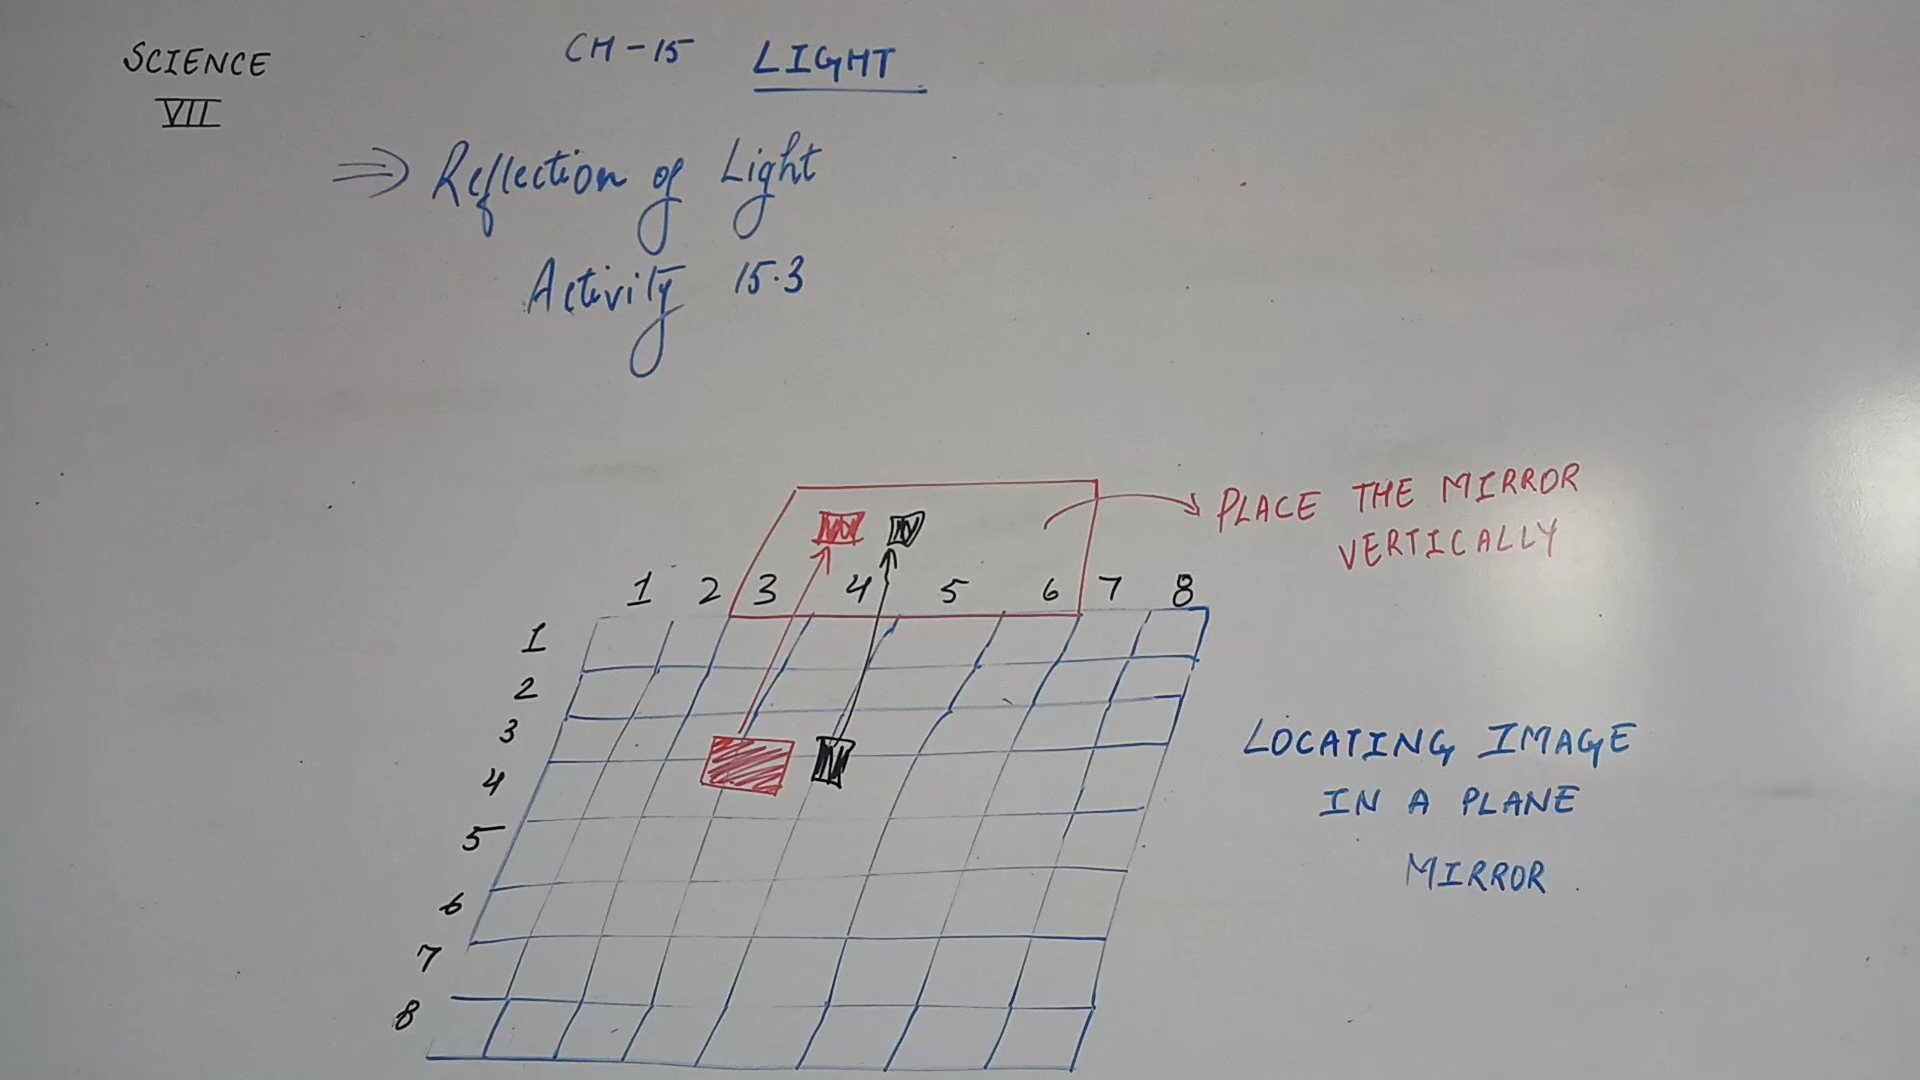 SCIENCE
VII
CH-15 LIGHT
⇒ Reflection of Light
Activity 15.3
PLACE THE MIRROR
VERTICALLY
1 2 3 4 5 6 7 8
1
2
3
4
5
6
7
8
LOCATING IMAGE
IN A PLANE
MIRROR